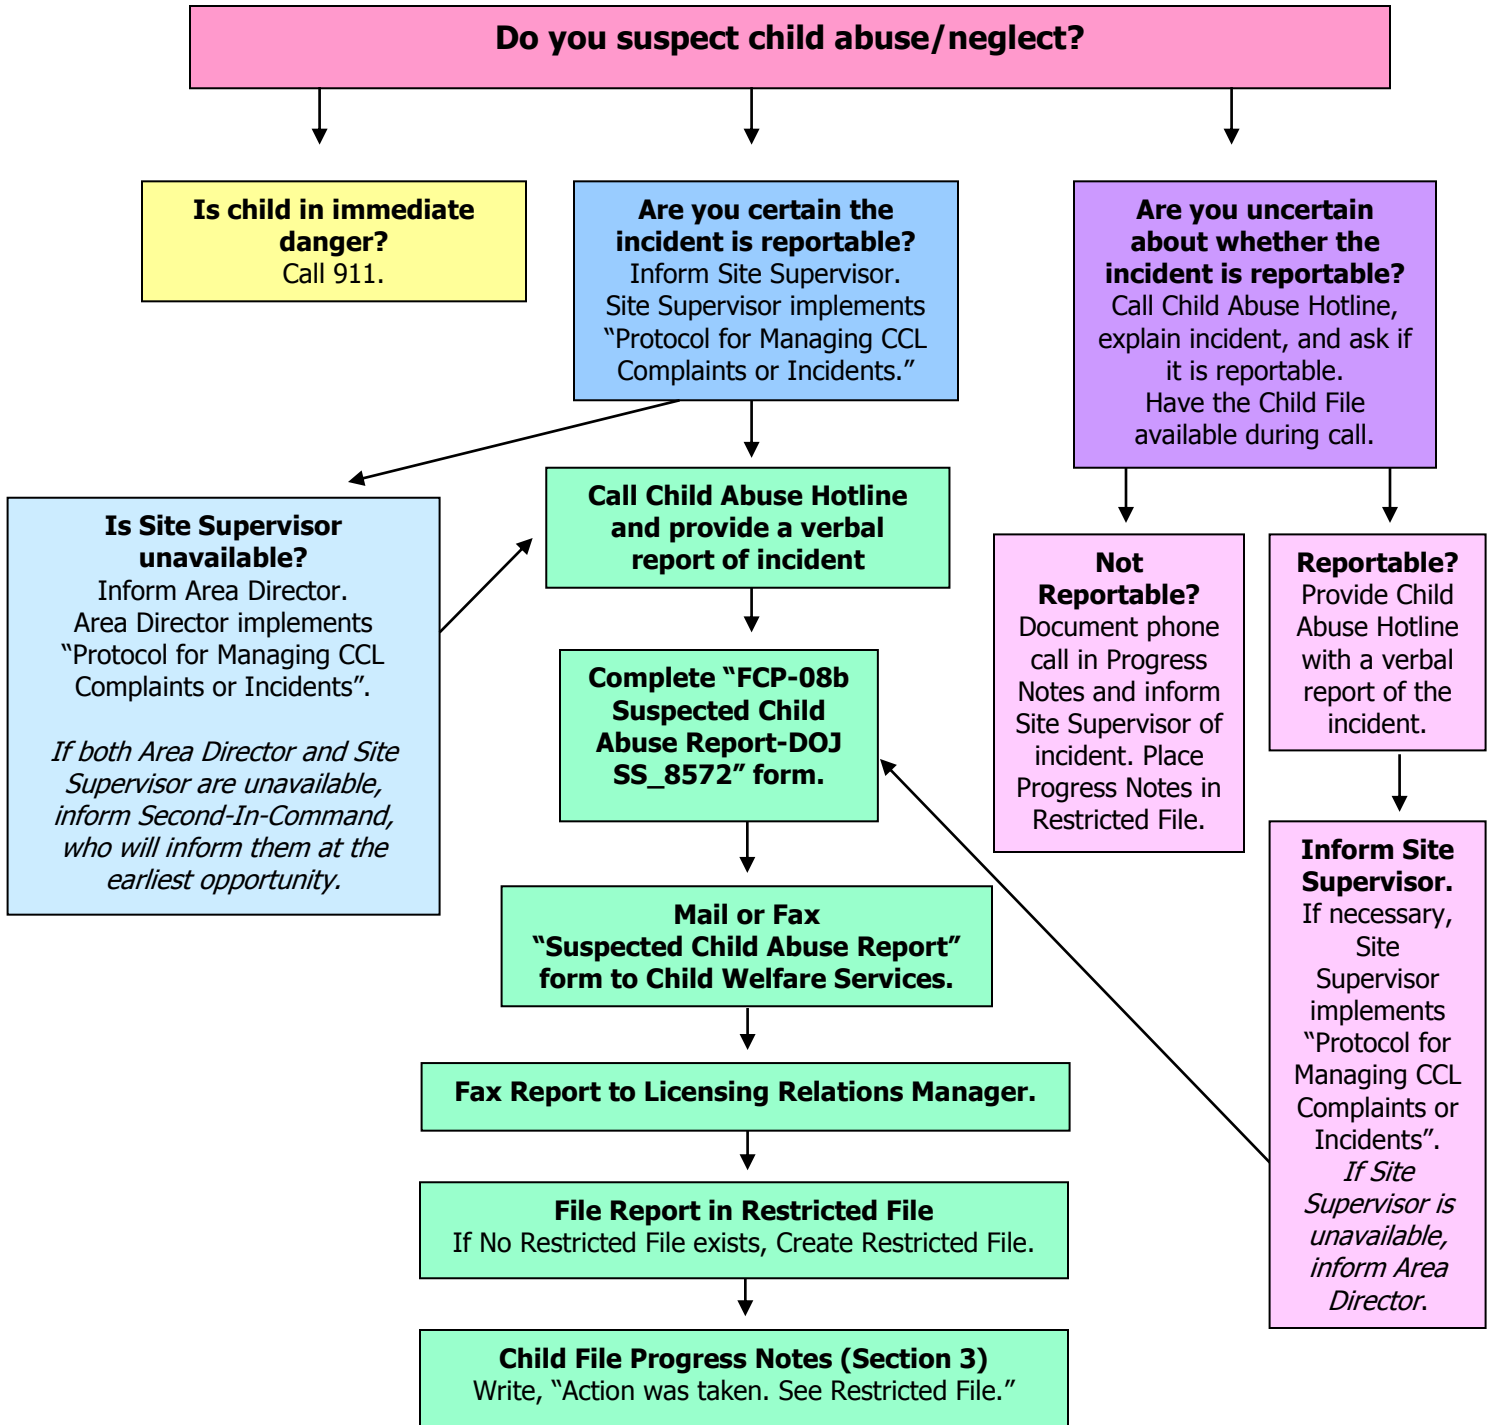 Do you suspect child abuse/neglect?
Is child in immediate
danger?
Call 911.
Are you certain the
incident is reportable?
Inform Site Supervisor.
Site Supervisor implements
“Protocol for Managing CCL
Complaints or Incidents.”
Are you uncertain
about whether the
incident is reportable?
Call Child Abuse Hotline,
explain incident, and ask if
it is reportable.
Have the Child File
available during call.
Is Site Supervisor
unavailable?
Inform Area Director.
Area Director implements
“Protocol for Managing CCL
Complaints or Incidents”.
If both Area Director and Site
Supervisor are unavailable,
inform Second-In-Command,
who will inform them at the
earliest opportunity.
Call Child Abuse Hotline
and provide a verbal
report of incident
Complete “FCP-08b
Suspected Child
Abuse Report-DOJ
SS_8572” form.
Mail or Fax
“Suspected Child Abuse Report”
form to Child Welfare Services.
Fax Report to Licensing Relations Manager.
File Report in Restricted File
If No Restricted File exists, Create Restricted File.
Child File Progress Notes (Section 3)
Write, “Action was taken. See Restricted File.”
Not
Reportable?
Document phone
call in Progress
Notes and inform
Site Supervisor of
incident. Place
Progress Notes in
Restricted File.
Reportable?
Provide Child
Abuse Hotline
with a verbal
report of the
incident.
Inform Site
Supervisor.
If necessary,
Site
Supervisor
implements
“Protocol for
Managing CCL
Complaints or
Incidents”.
If Site
Supervisor is
unavailable,
inform Area
Director.